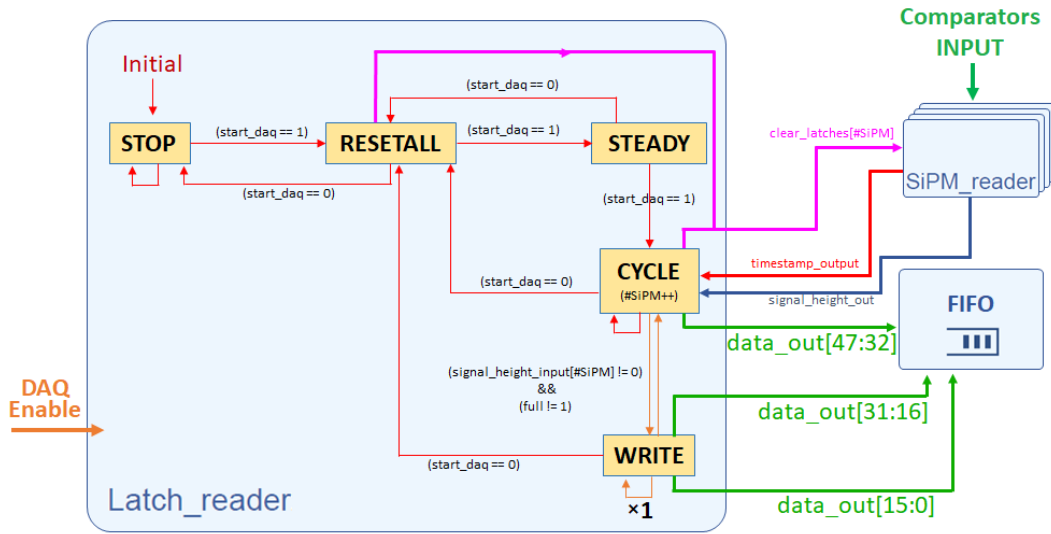 Comparators
INPUT
Initial
(start_daq == 0)
(start_daq == 1)
(start_daq == 1)
clear_latches[#SiPM]
STOP
RESETALL
STEADY
SiPM_reader
(start_daq == 0)
(start_daq == 1)
timestamp_output
CYCLE
(#SiPM++)
(start_daq == 0)
signal_height_out
FIFO
data_out[47:32]
(signal_height_input[#SiPM] != 0)
&&
(full != 1)
DAQ
Enable
data_out[31:16]
WRITE
(start_daq == 0)
Latch_reader
×1
data_out[15:0]